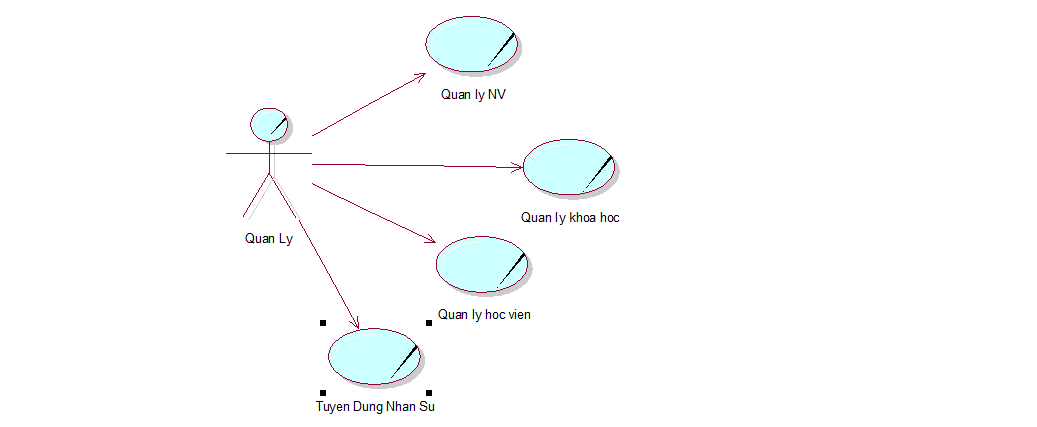 Quan ly NV
Quan ly khoa hoc
Quan Ly
Quan ly hoc vien
Tuyen Dung Nhan Su